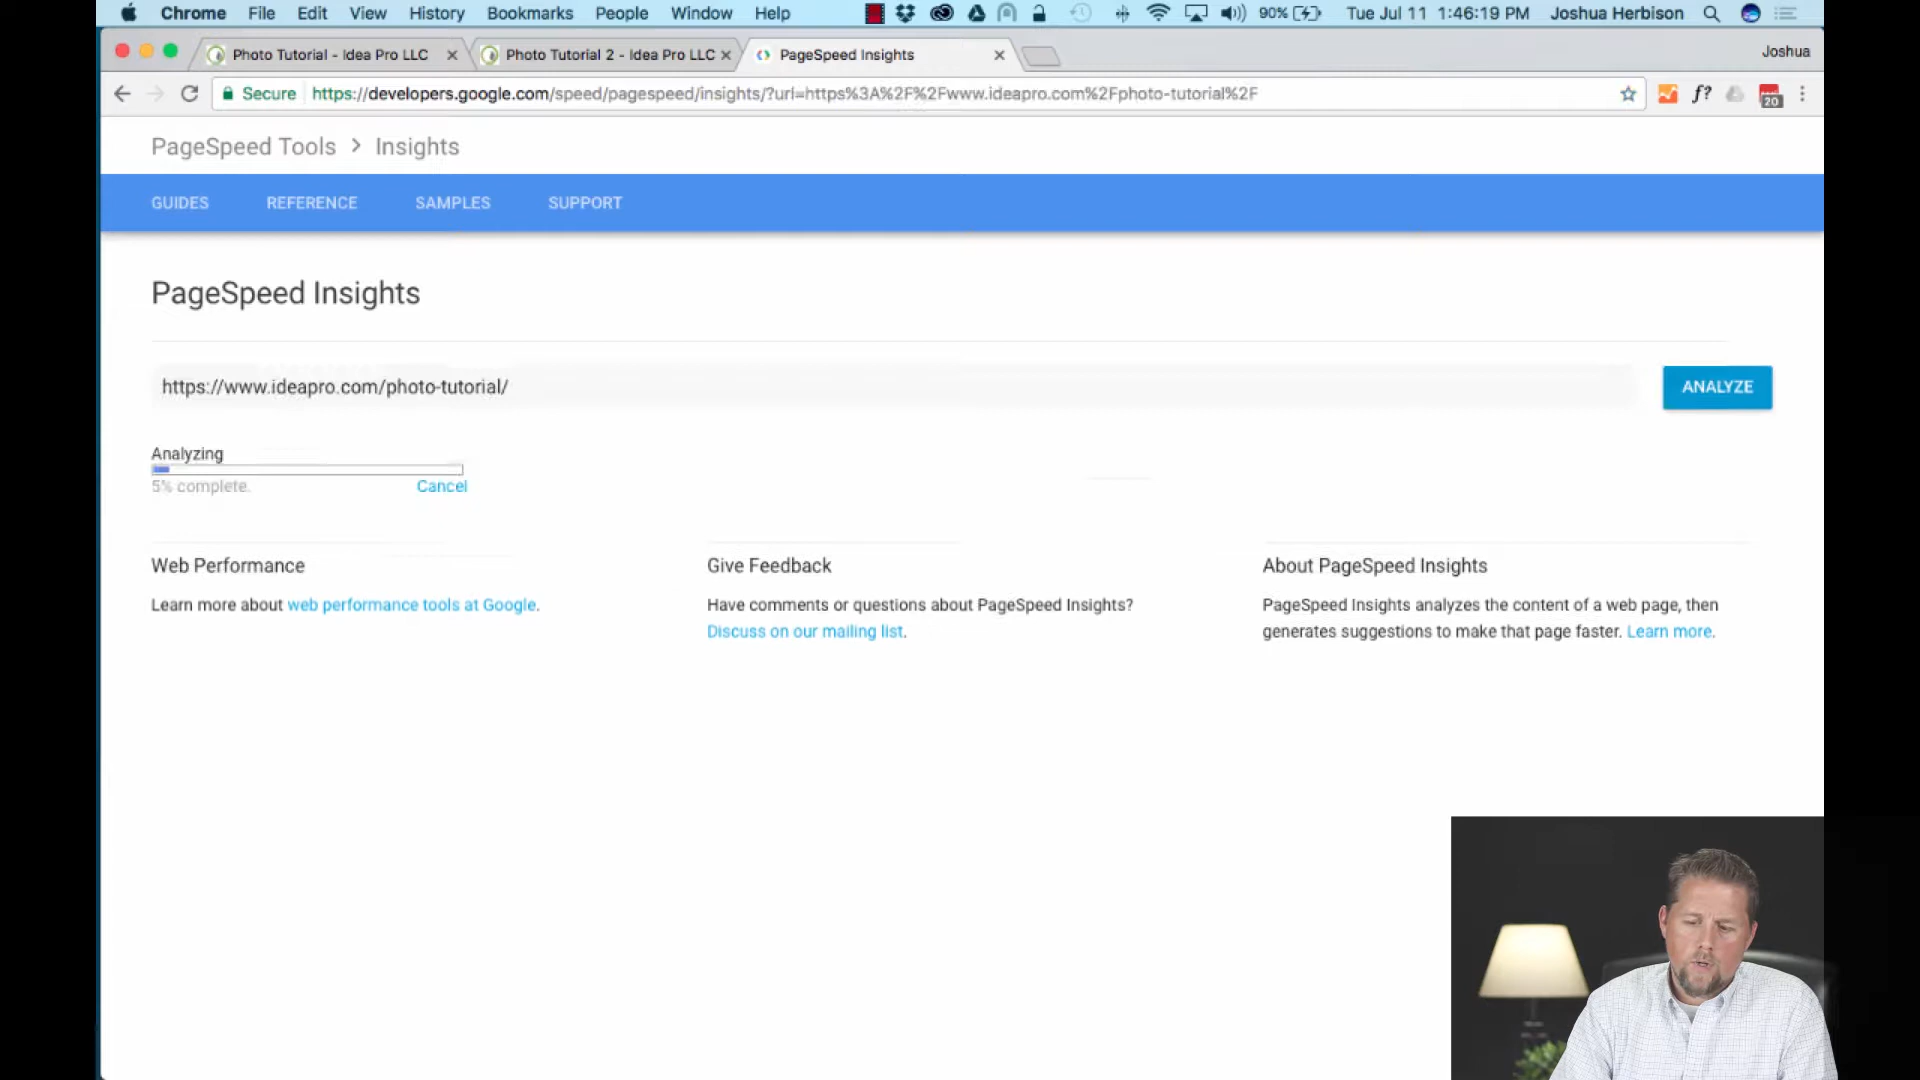 Chrome File Edit View History Bookmarks People Window Help 90% Tue Jul 11 1:46:19 PM Joshua Herbison
Photo Tutorial - Idea Pro LLC Photo Tutorial 2 - Idea Pro LLC PageSpeed Insights Joshua
Secure https://developers.google.com/speed/pagespeed/insights/?url=https%3A%2F%2Fwww.ideapro.com%2Fphoto-tutorial%2F f? 20
PageSpeed Tools > Insights
GUIDES REFERENCE SAMPLES SUPPORT
PageSpeed Insights
https://www.ideapro.com/photo-tutorial/ ANALYZE
Analyzing
5% complete. Cancel
Web Performance
Learn more about web performance tools at Google.
Give Feedback
Have comments or questions about PageSpeed Insights?
Discuss on our mailing list.
About PageSpeed Insights
PageSpeed Insights analyzes the content of a web page, then
generates suggestions to make that page faster. Learn more.